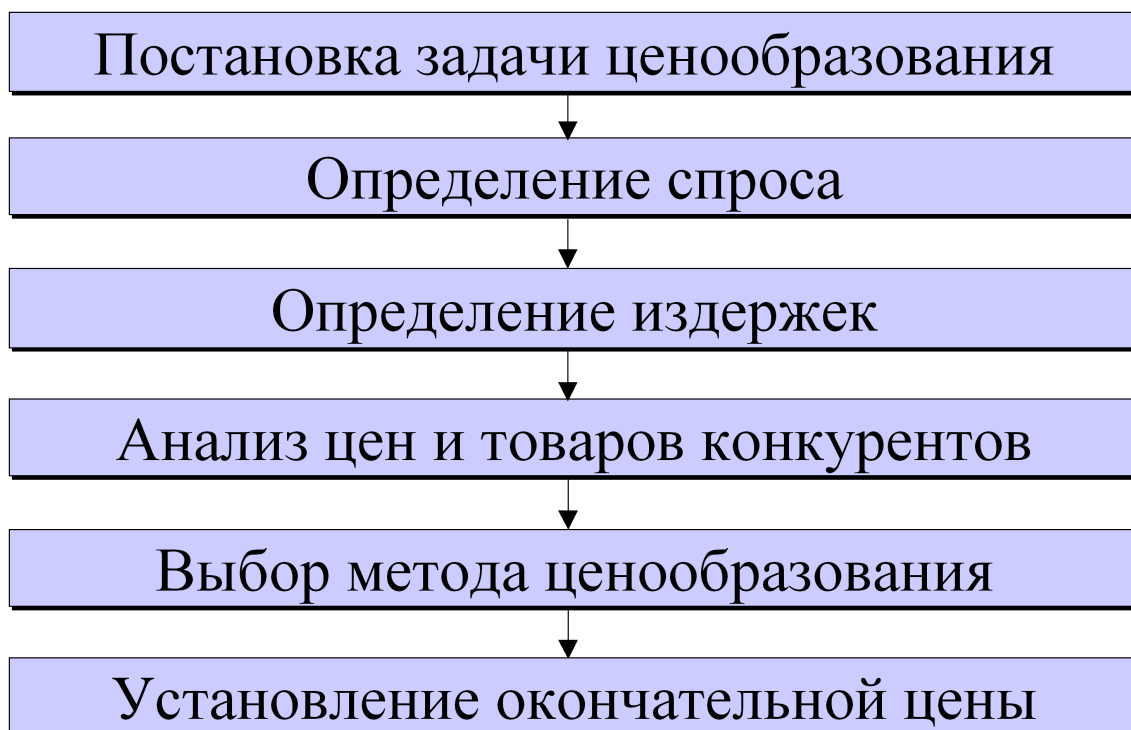 Постановка задачи ценообразования
Определение спроса
Определение издержек
Анализ цен и товаров конкурентов
Выбор метода ценообразования
Установление окончательной цены